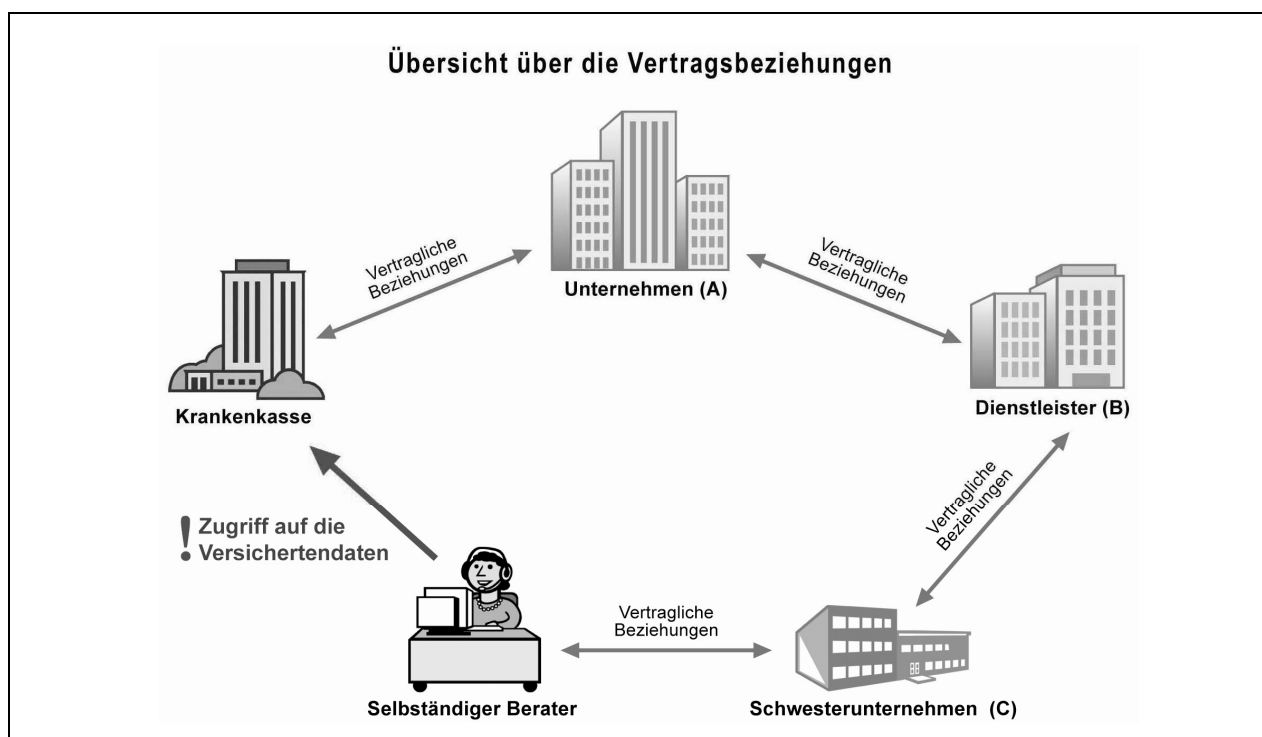 Übersicht über die Vertragsbeziehungen
Vertragliche
Beziehungen
Vertragliche
Beziehungen
Unternehmen (A)
Krankenkasse
Dienstleister (B)
Vertragliche
Beziehungen
! Zugriff auf die
Versichertendaten
Vertragliche
Beziehungen
Selbständiger Berater
Schwesterunternehmen (C)